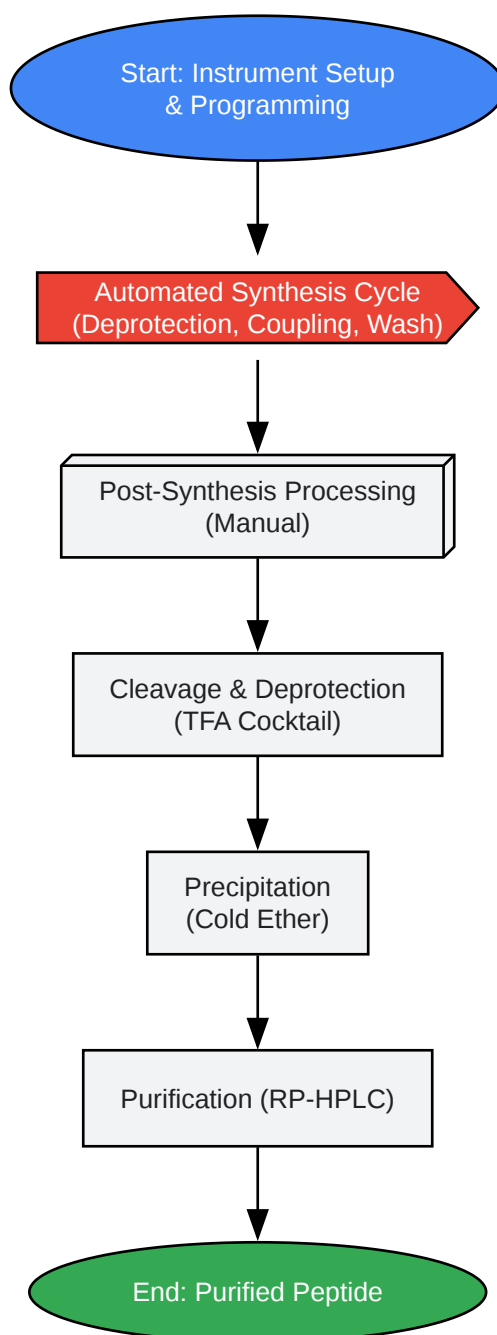 Start: Instrument Setup
& Programming
Automated Synthesis Cycle
(Deprotection, Coupling, Wash)
Post-Synthesis Processing
(Manual)
Cleavage & Deprotection
(TFA Cocktail)
Precipitation
(Cold Ether)
Purification (RP-HPLC)
End: Purified Peptide